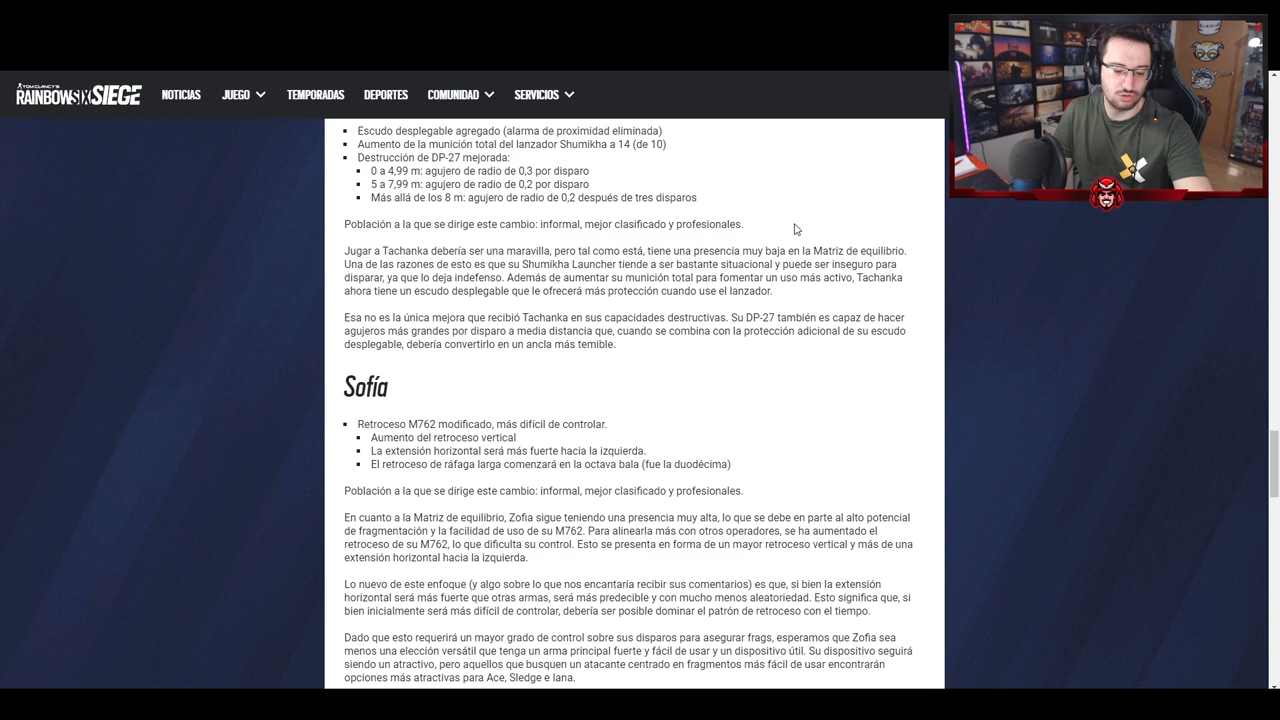 TOM CLANCY'S
RAINBOWSIX SIEGE
NOTICIAS
JUEGO
TEMPORADAS
DEPORTES
COMUNIDAD
SERVICIOS
Escudo desplegable agregado (alarma de proximidad eliminada)
Aumento de la munición total del lanzador Shumikha a 14 (de 10)
Destrucción de DP-27 mejorada:
0 a 4,99 m: agujero de radio de 0,3 por disparo
5 a 7,99 m: agujero de radio de 0,2 por disparo
Más allá de los 8 m: agujero de radio de 0,2 después de tres disparos
Población a la que se dirige este cambio: informal, mejor clasificado y profesionales.
Jugar a Tachanka debería ser una maravilla, pero tal como está, tiene una presencia muy baja en la Matriz de equilibrio.
Una de las razones de esto es que su Shumikha Launcher tiende a ser bastante situacional y puede ser inseguro para
disparar, ya que lo deja indefenso. Además de aumentar su munición total para fomentar un uso más activo, Tachanka
ahora tiene un escudo desplegable que le ofrecerá más protección cuando use el lanzador.
Esa no es la única mejora que recibió Tachanka en sus capacidades destructivas. Su DP-27 también es capaz de hacer
agujeros más grandes por disparo a media distancia que, cuando se combina con la protección adicional de su escudo
desplegable, debería convertirlo en un ancla más temible.
Sofía
Retroceso M762 modificado, más difícil de controlar.
Aumento del retroceso vertical
La extensión horizontal será más fuerte hacia la izquierda.
El retroceso de ráfaga larga comenzará en la octava bala (fue la duodécima)
Población a la que se dirige este cambio: informal, mejor clasificado y profesionales.
En cuanto a la Matriz de equilibrio, Zofia sigue teniendo una presencia muy alta, lo que se debe en parte al alto potencial
de fragmentación y la facilidad de uso de su M762. Para alinearla más con otros operadores, se ha aumentado el
retroceso de su M762, lo que dificulta su control. Esto se presenta en forma de un mayor retroceso vertical y más de una
extensión horizontal hacia la izquierda.
Lo nuevo de este enfoque (y algo sobre lo que nos encantaría recibir sus comentarios) es que, si bien la extensión
horizontal será más fuerte que otras armas, será más predecible y con mucho menos aleatoriedad. Esto significa que, si
bien inicialmente será más difícil de controlar, debería ser posible dominar el patrón de retroceso con el tiempo.
Dado que esto requerirá un mayor grado de control sobre sus disparos para asegurar frags, esperamos que Zofia sea
menos una elección versátil que tenga un arma principal fuerte y fácil de usar y un dispositivo útil. Su dispositivo seguirá
siendo un atractivo, pero aquellos que busquen un atacante centrado en fragmentos más fácil de usar encontrarán
opciones más atractivas para Ace, Sledge e Iana.